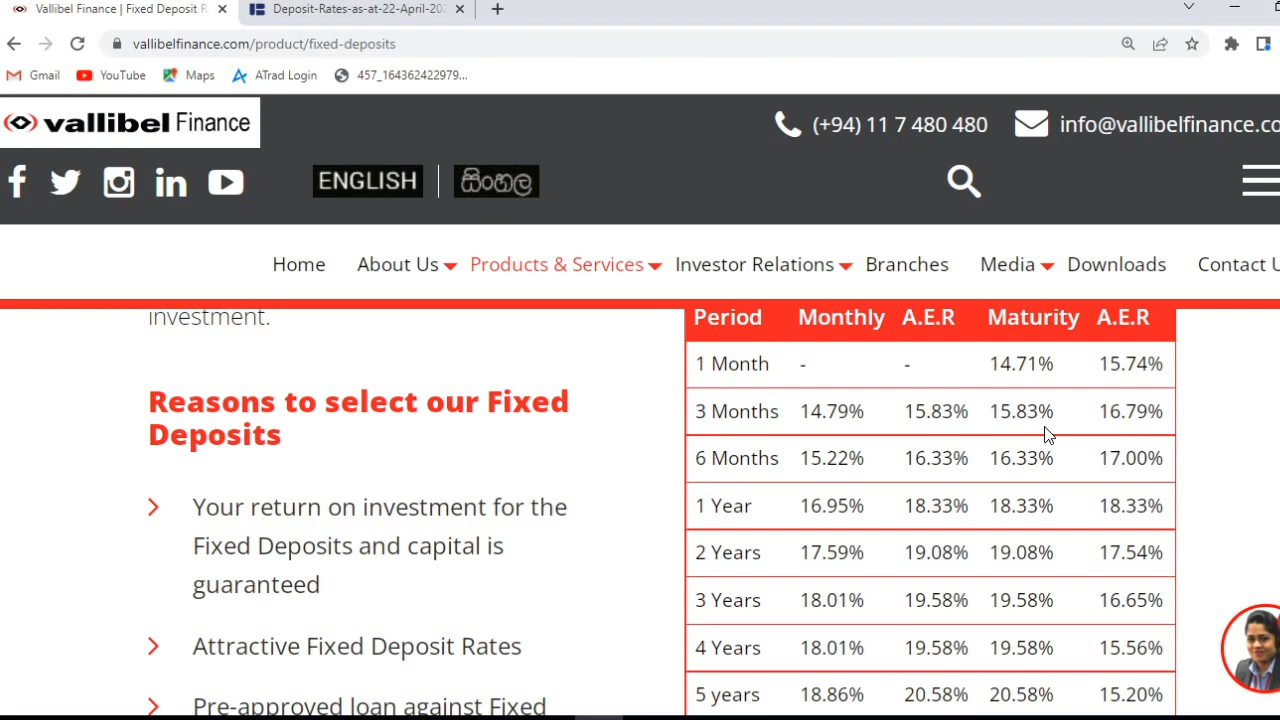 Vallibel Finance | Fixed Deposit R
Deposit-Rates-as-at-22-April-202
vallibelfinance.com/product/fixed-deposits
Gmail YouTube Maps ATrad Login 457_164362422979...
vallibel Finance
(+94) 11 7 480 480
info@vallibelfinance.co
ENGLISH
සිංහල
Home About Us Products & Services Investor Relations Branches Media Downloads Contact U
investment.
Reasons to select our Fixed
Deposits
Your return on investment for the
Fixed Deposits and capital is
guaranteed
Attractive Fixed Deposit Rates
Pre-approved loan against Fixed
Period Monthly A.E.R Maturity A.E.R
1 Month - - 14.71% 15.74%
3 Months 14.79% 15.83% 15.83% 16.79%
6 Months 15.22% 16.33% 16.33% 17.00%
1 Year 16.95% 18.33% 18.33% 18.33%
2 Years 17.59% 19.08% 19.08% 17.54%
3 Years 18.01% 19.58% 19.58% 16.65%
4 Years 18.01% 19.58% 19.58% 15.56%
5 years 18.86% 20.58% 20.58% 15.20%